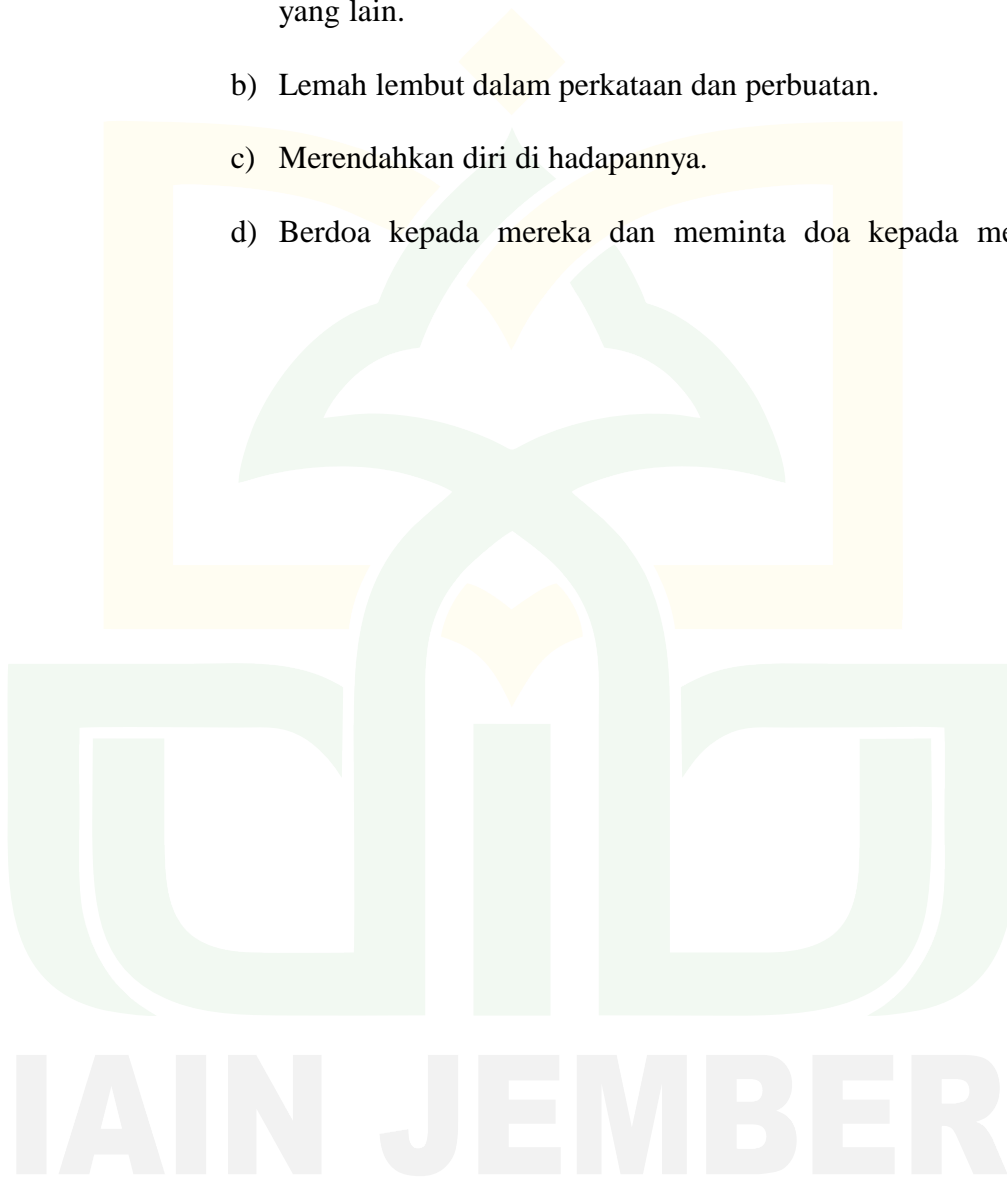 yang lain.
b) Lemah lembut dalam perkataan dan perbuatan.
c) Merendahkan diri di hadapannya.
d) Berdoa kepada mereka dan meminta doa kepada
IAIN JEMBER